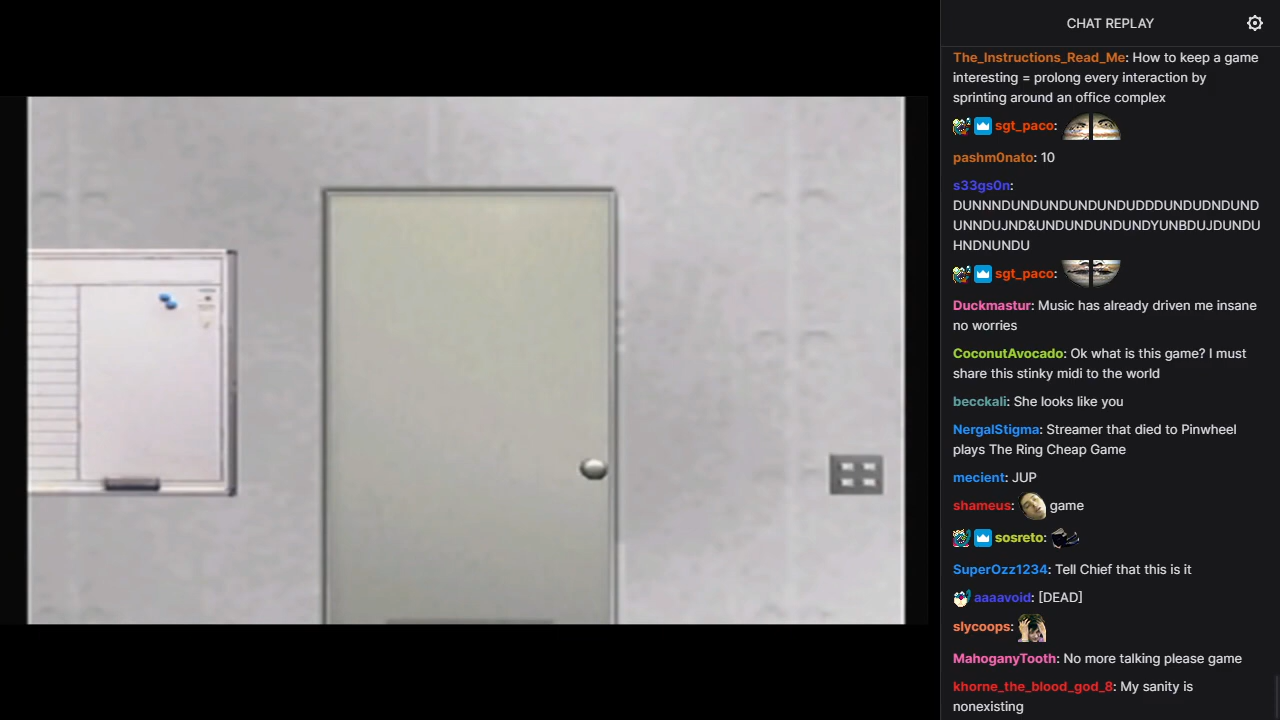 CHAT REPLAY
The_Instructions_Read_Me: How to keep a game
interesting = prolong every interaction by
sprinting around an office complex
sgt_paco:
pashm0nato: 10
s33gs0n:
DUNNNDUNDUNDUNDUNDUDDDUNDUDNDUND
UNNDUJND&UNDUNDUNDUNDYUNBDUJDUNDU
HNDNUNDU
sgt_paco:
Duckmastur: Music has already driven me insane
no worries
CoconutAvocado: Ok what is this game? I must
share this stinky midi to the world
becckali: She looks like you
NergalStigma: Streamer that died to Pinwheel
plays The Ring Cheap Game
mecient: JUP
shameus: game
sosreto:
SuperOzz1234: Tell Chief that this is it
aaaavoid: [DEAD]
slycoops:
MahoganyTooth: No more talking please game
khorne_the_blood_god_8: My sanity is
nonexisting